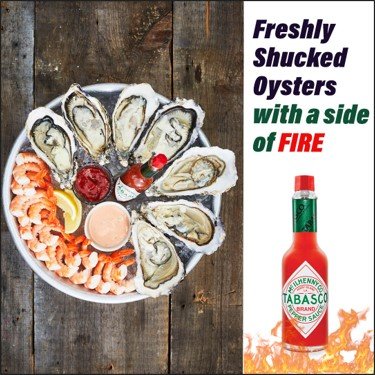 Freshly
Shucked
Oysters
with a side
of FIRE
McILHENNY CO.
TABASCO
BRAND
PEPPER SAUCE